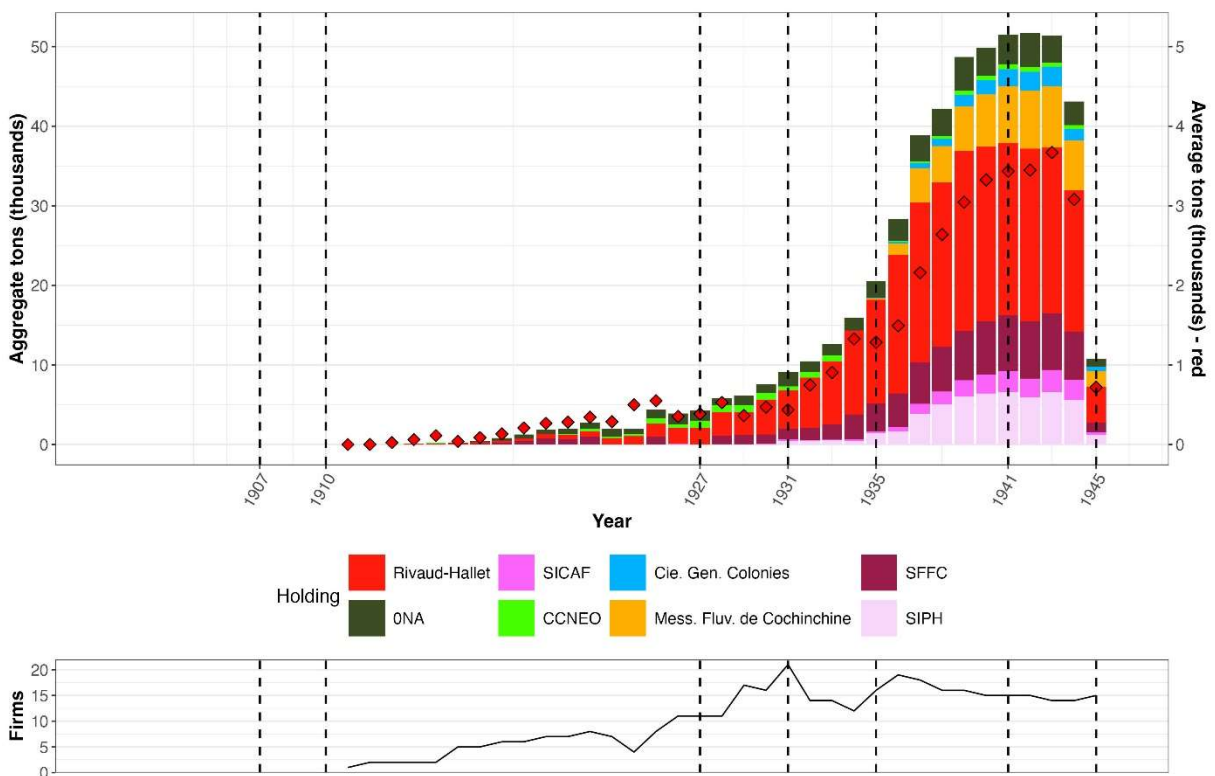 50
40
30
20
10
0
Aggregate tons (thousands)
5
4
3
2
1
0
Average tons (thousands) - red
1907
1910
1927
1931
1935
1941
1945
Year
Holding
Rivaud-Hallet
SICAF
Cie. Gen. Colonies
SFFC
0NA
CCNEO
Mess. Fluv. de Cochinchine
SIPH
Firms
20
15
10
5
0